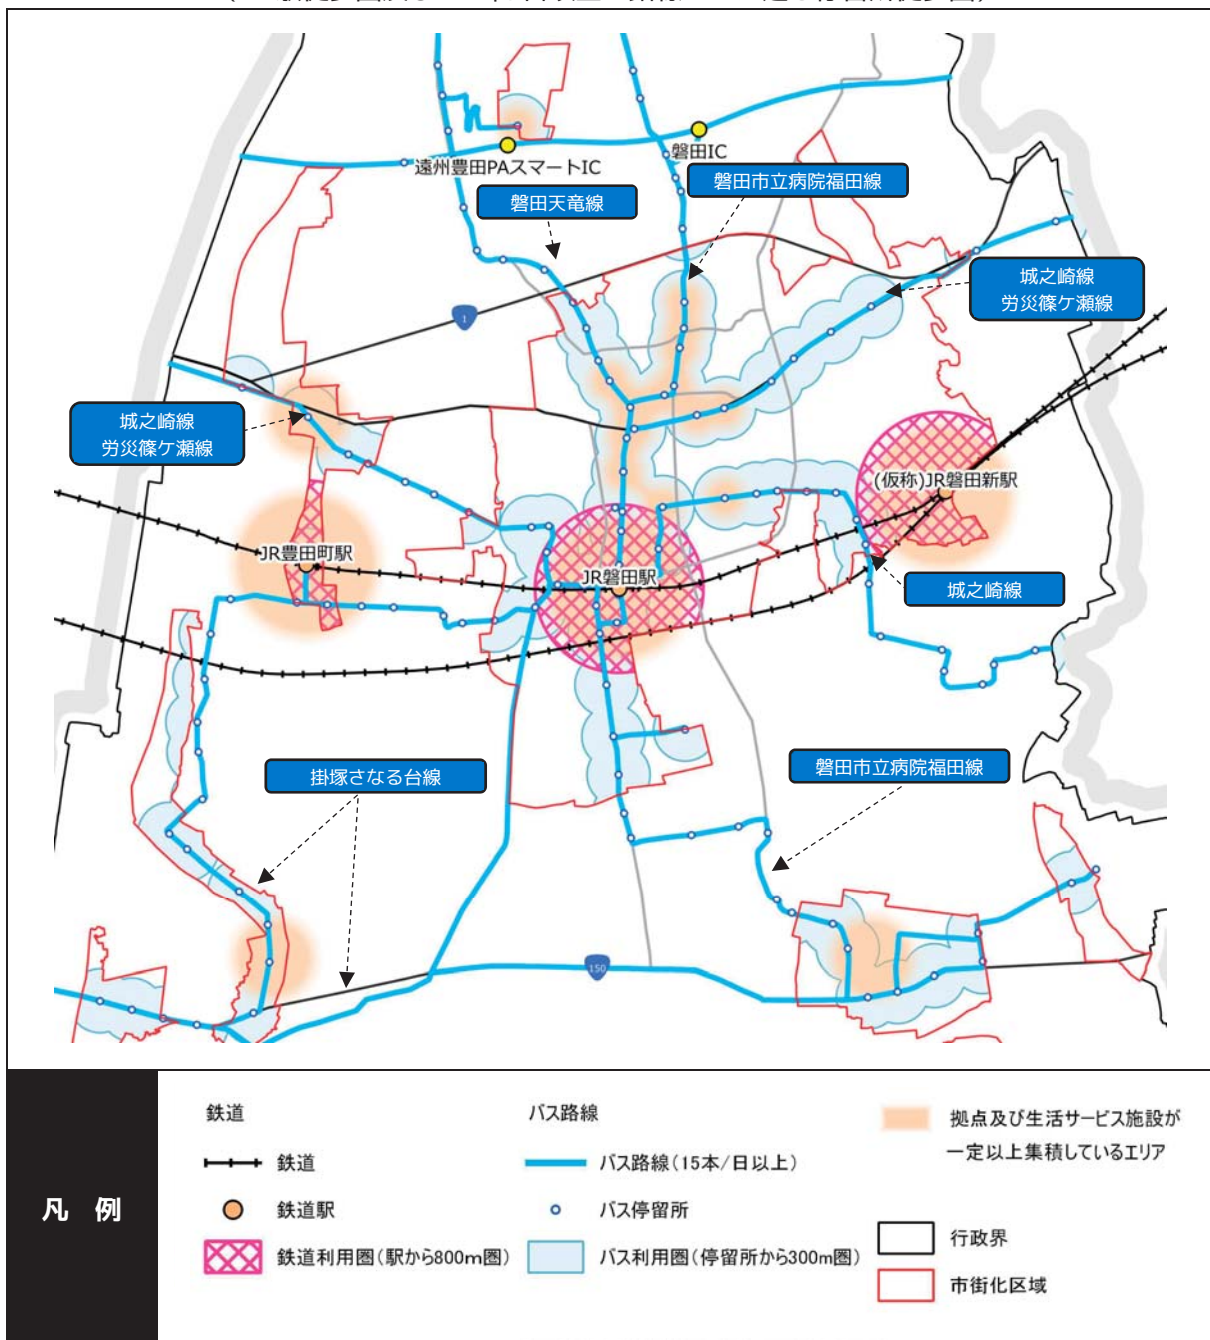 磐田IC
遠州豊田PAスマートIC
磐田市立病院福田線
磐田天竜線
城之崎線
労災篠ケ瀬線
1
城之崎線
労災篠ケ瀬線
(仮称)JR磐田新駅
JR豊田町駅
JR磐田駅
城之崎線
磐田市立病院福田線
掛塚さなる台線
150
凡 例
鉄道
鉄道
鉄道駅
鉄道利用圏(駅から800m圏)
バス路線
バス路線(15本/日以上)
バス停留所
バス利用圏(停留所から300m圏)
拠点及び生活サービス施設が
一定以上集積しているエリア
行政界
市街化区域